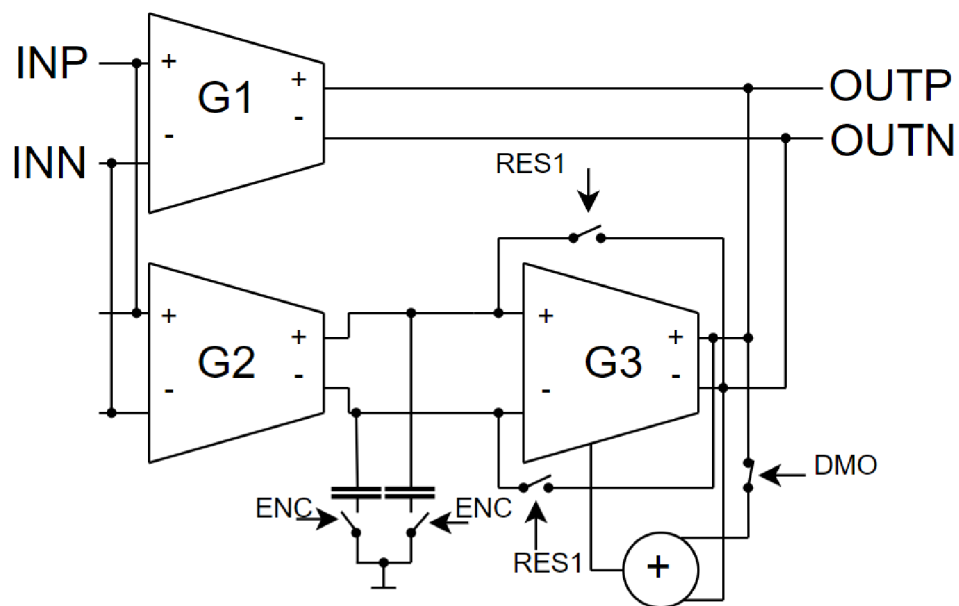 INP
+
G1
+
-
-
INN
OUTP
OUTN
RES1
+
G2
+
-
-
+
G3
+
-
-
ENC
ENC
RES1
DMO
+